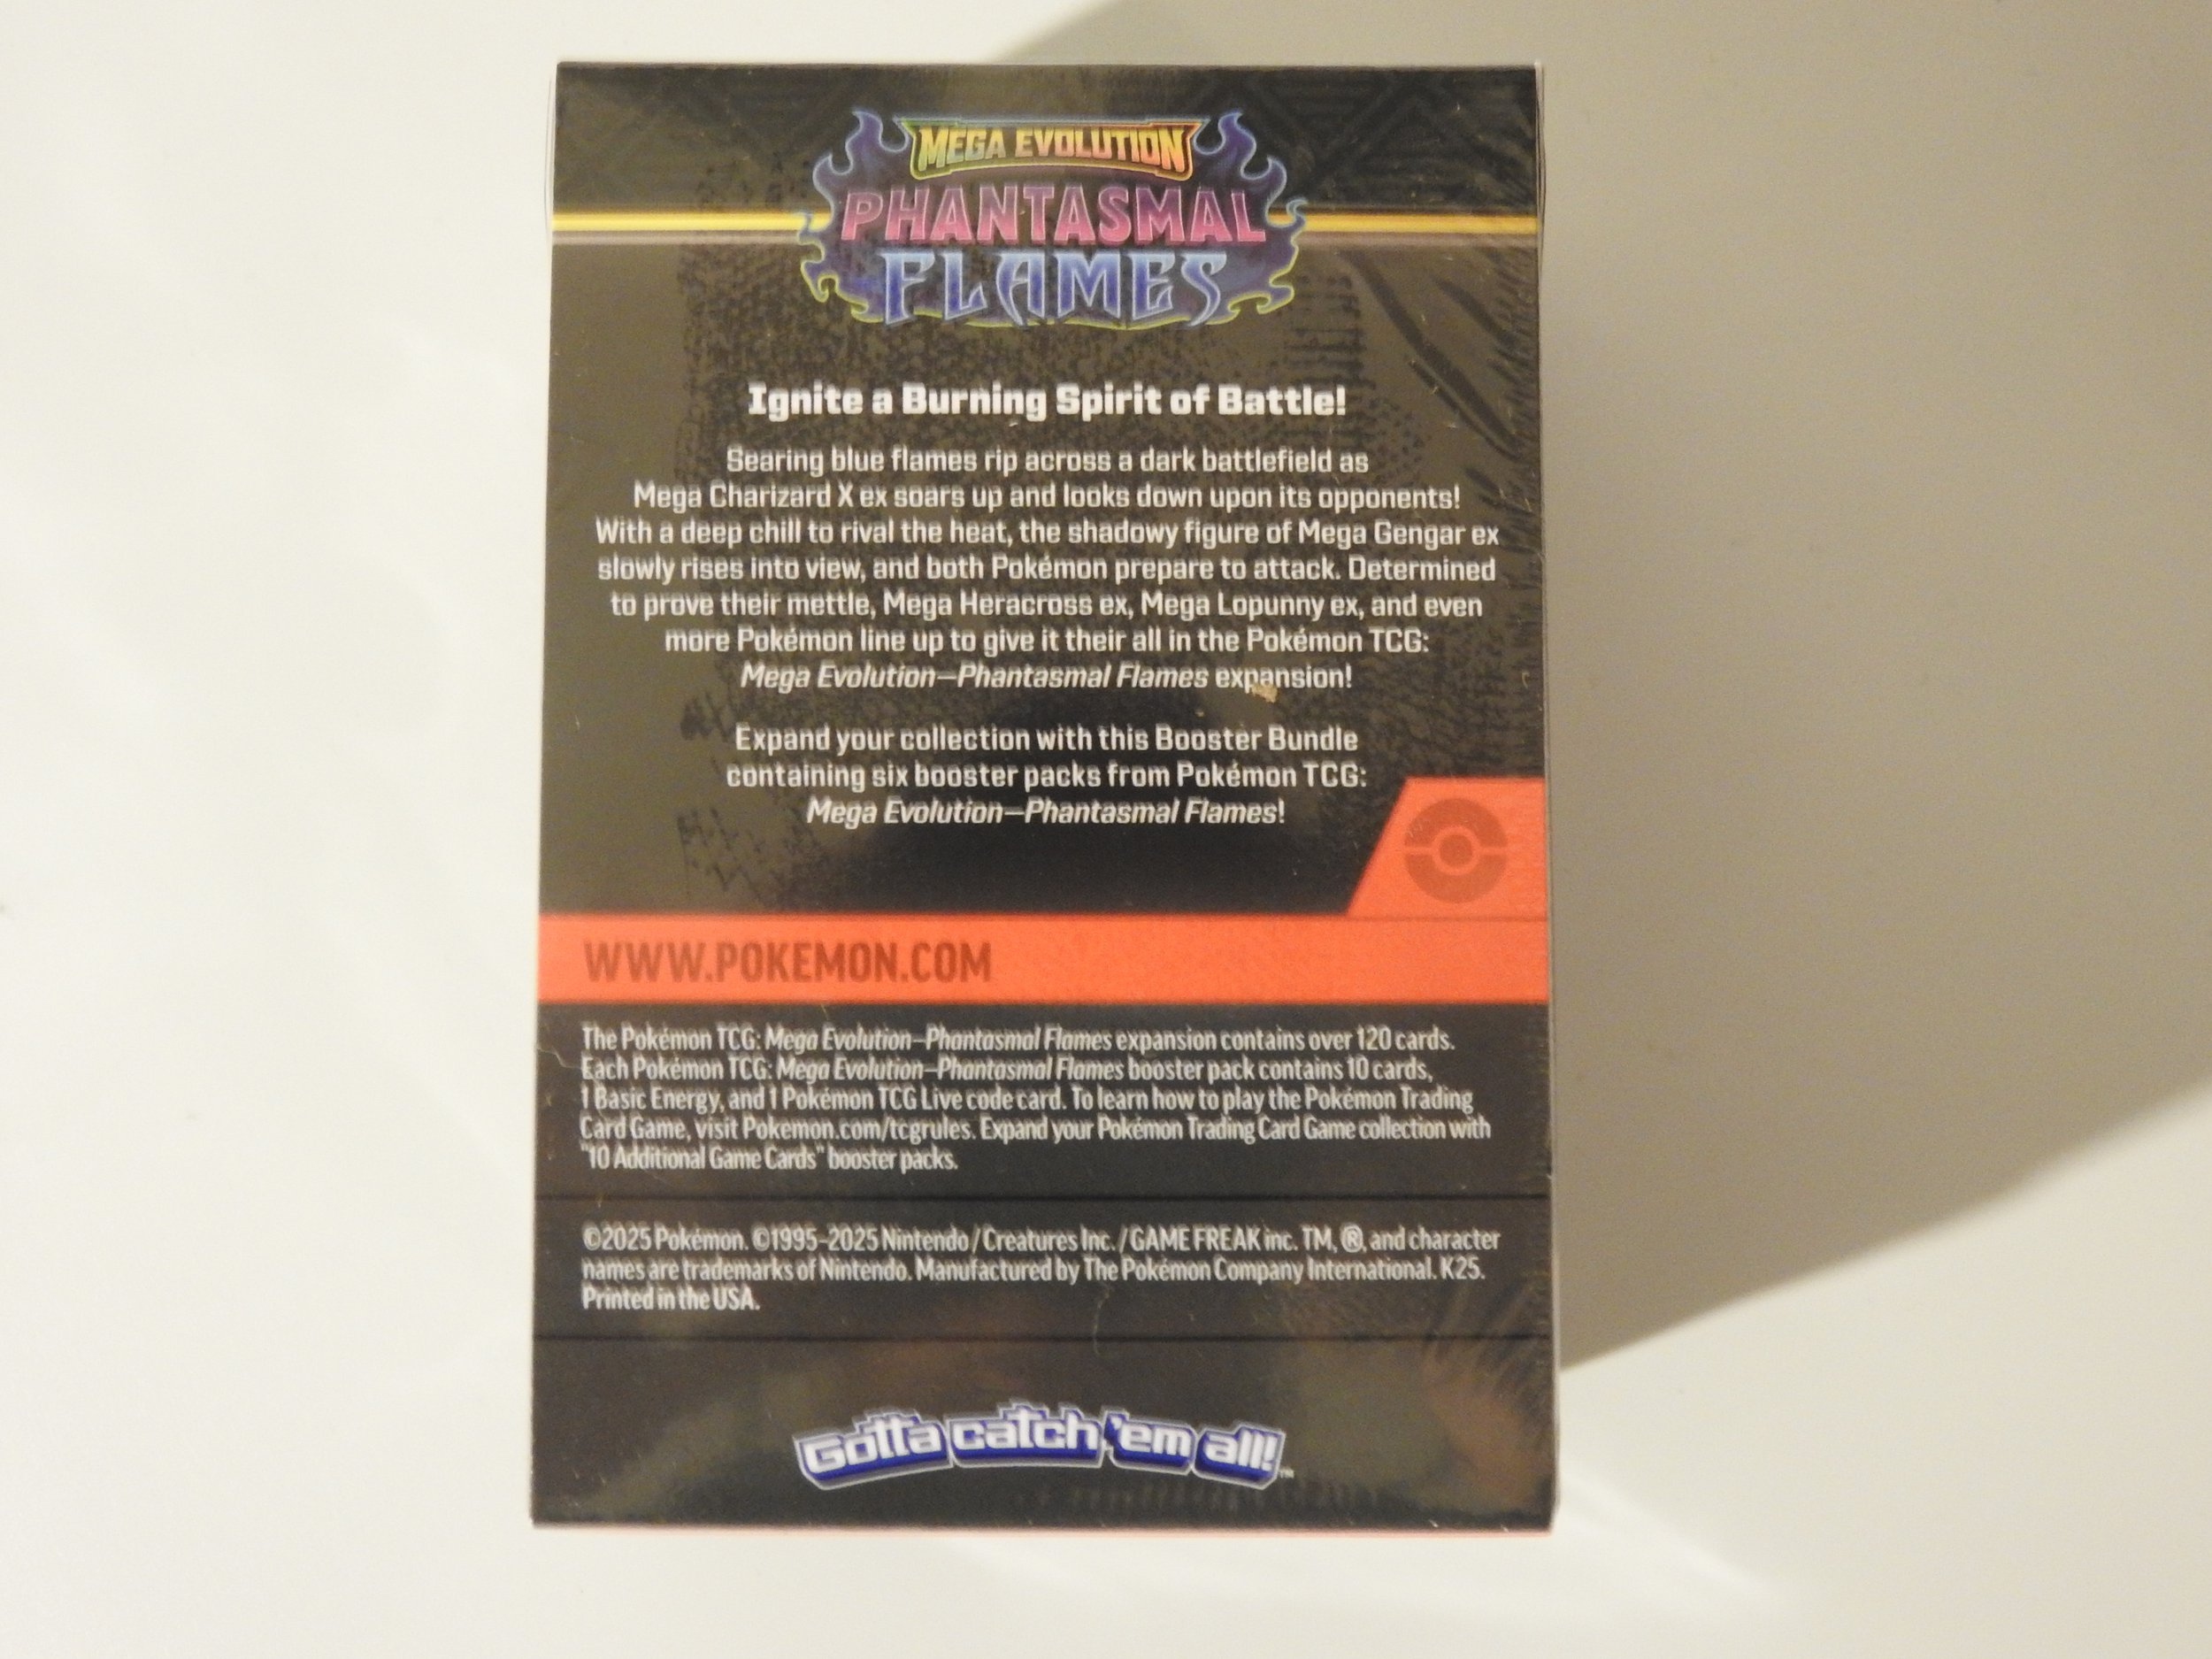 MEGA EVOLUTION
PHANTASMAL
FLAMES
Ignite a Burning Spirit of Battle!
Searing blue flames rip across a dark battlefield as
Mega Charizard X ex soars up and looks down upon its opponents!
With a deep chill to rival the heat, the shadowy figure of Mega Gengar ex
slowly rises into view, and both Pokémon prepare to attack. Determined
to prove their mettle, Mega Heracross ex, Mega Lopunny ex, and even
more Pokémon line up to give it their all in the Pokémon TCG:
Mega Evolution—Phantasmal Flames expansion!
Expand your collection with this Booster Bundle
containing six booster packs from Pokémon TCG:
Mega Evolution—Phantasmal Flames!
WWW.POKEMON.COM
The Pokémon TCG: Mega Evolution—Phantasmal Flames expansion contains over 120 cards.
Each Pokémon TCG: Mega Evolution—Phantasmal Flames booster pack contains 10 cards,
1 Basic Energy, and 1 Pokémon TCG Live code card. To learn how to play the Pokémon Trading
Card Game, visit Pokemon.com/tcgrules. Expand your Pokémon Trading Card Game collection with
"10 Additional Game Cards" booster packs.
©2025 Pokémon. ©1995–2025 Nintendo / Creatures Inc. / GAME FREAK inc. TM, ®, and character
names are trademarks of Nintendo. Manufactured by The Pokémon Company International. K25.
Printed in the USA.
Gotta catch 'em all!™